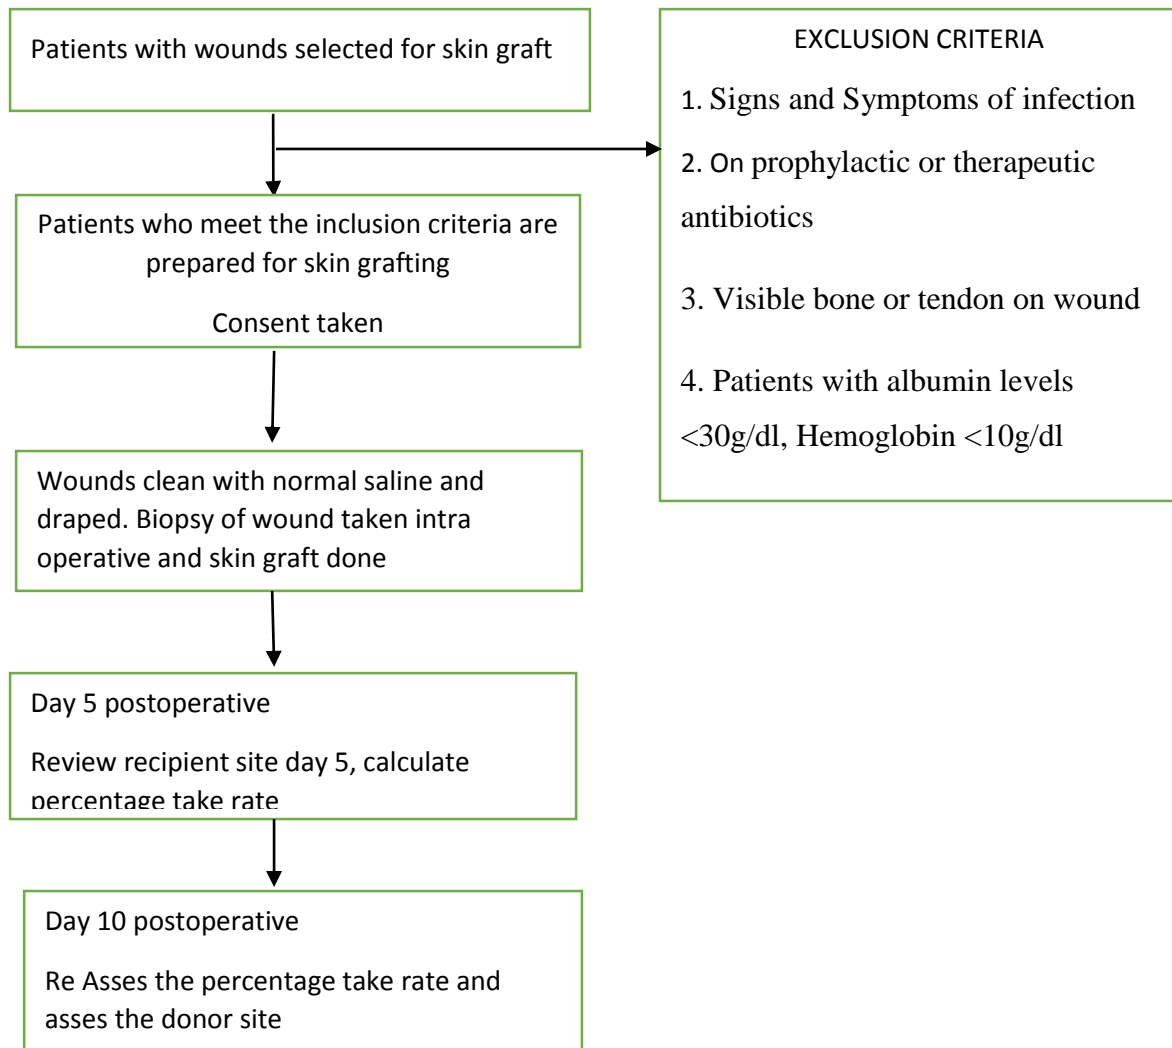 Patients with wounds selected for skin graft
EXCLUSION CRITERIA
1. Signs and Symptoms of infection
2. On prophylactic or therapeutic
antibiotics
3. Visible bone or tendon on wound
4. Patients with albumin levels
<30g/dl, Hemoglobin <10g/dl
Patients who meet the inclusion criteria are
prepared for skin grafting
Consent taken
Wounds clean with normal saline and
draped. Biopsy of wound taken intra
operative and skin graft done
Day 5 postoperative
Review recipient site day 5, calculate
percentage take rate
Day 10 postoperative
Re Asses the percentage take rate and
asses the donor site